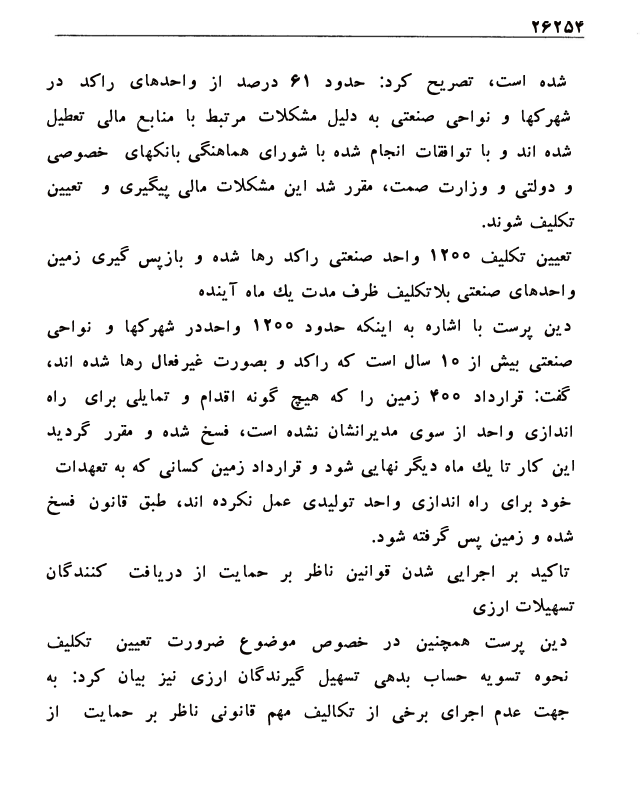 ۲۶۲۵۴
شده است، تصریح کرد: حدود ۶۱ درصد از واحدهای راکد در
شهرکها و نواحی صنعتی به دلیل مشکلات مرتبط با منابع مالی تعطیل
شده اند و با توافقات انجام شده با شورای هماهنگی بانکهای خصوصی
و دولتی و وزارت صمت، مقرر شد این مشکلات مالی پیگیری و تعیین
تکلیف شوند.
تعیین تکلیف ۱۲۰۰ واحد صنعتی راکد رها شده و بازپس گیری زمین
واحدهای صنعتی بلاتکلیف ظرف مدت یك ماه آینده
دین پرست با اشاره به اینکه حدود ۱۲۰۰ واحددر شهرکها و نواحی
صنعتی بیش از ۱۰ سال است که راکد و بصورت غیرفعال رها شده اند،
گفت: قرارداد ۴۰۰ زمین را که هیچ گونه اقدام و تمایلی برای راه
اندازی واحد از سوی مدیرانشان نشده است، فسخ شده و مقرر گردید
این کار تا یك ماه دیگر نهایی شود و قرارداد زمین کسانی که به تعهدات
خود برای راه اندازی واحد تولیدی عمل نکرده اند، طبق قانون فسخ
شده و زمین پس گرفته شود.
تاکید بر اجرایی شدن قوانین ناظر بر حمایت از دریافت کنندگان
تسهیلات ارزی
دین پرست همچنین در خصوص موضوع ضرورت تعیین تکلیف
نحوه تسویه حساب بدهی تسهیل گیرندگان ارزی نیز بیان کرد: به
جهت عدم اجرای برخی از تکالیف مهم قانونی ناظر بر حمایت از